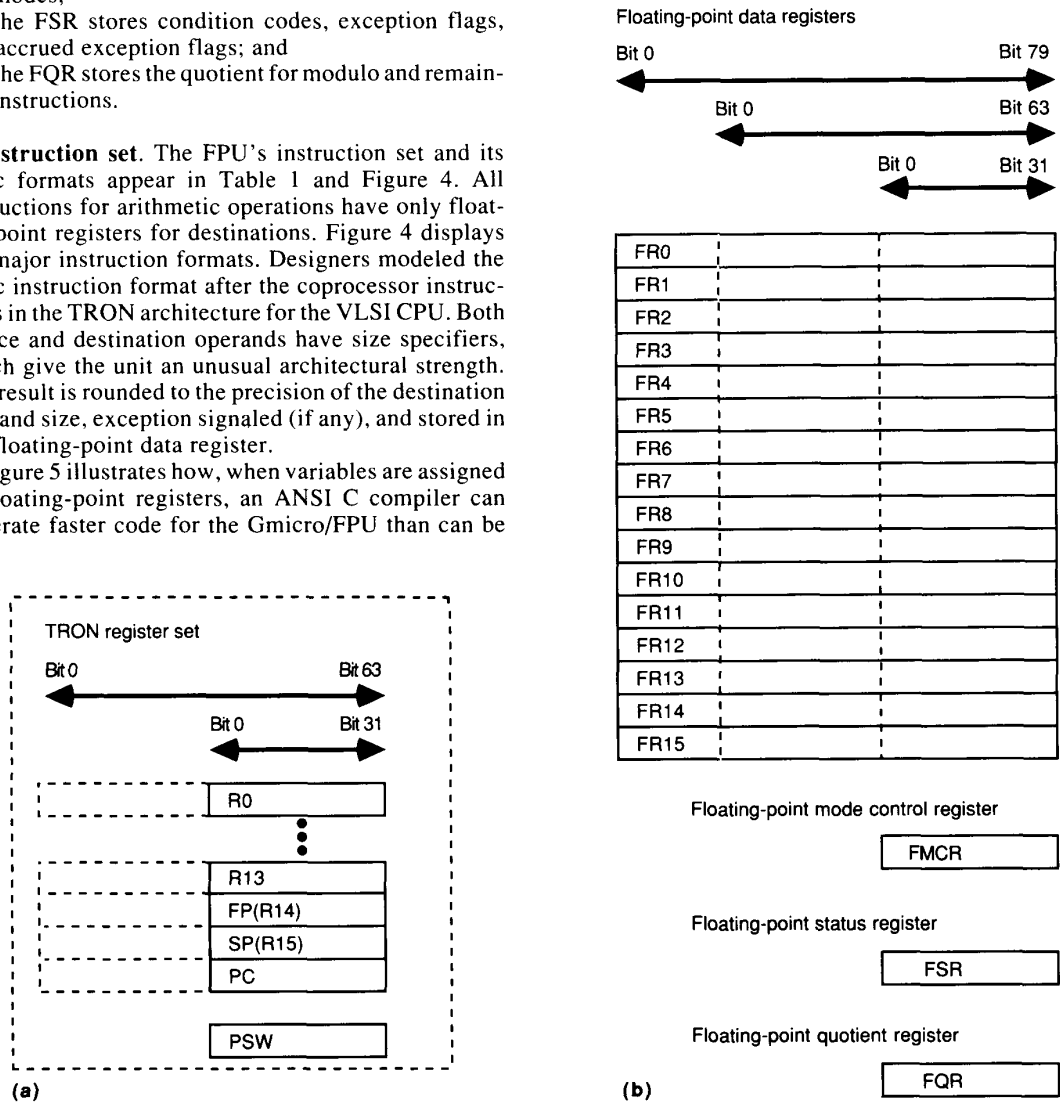 he FSR stores condition codes, exception flags,
accrued exception flags; and
he FQR stores the quotient for modulo and remain-
nstructions.
struction set. The FPU's instruction set and its
c formats appear in Table 1 and Figure 4. All
uctions for arithmetic operations have only float-
point registers for destinations. Figure 4 displays
major instruction formats. Designers modeled the
c instruction format after the coprocessor instruc-
s in the TRON architecture for the VLSI CPU. Both
ce and destination operands have size specifiers,
ch give the unit an unusual architectural strength.
result is rounded to the precision of the destination
and size, exception signaled (if any), and stored in
floating-point data register.
gure 5 illustrates how, when variables are assigned
loating-point registers, an ANSI C compiler can
erate faster code for the Gmicro/FPU than can be
TRON register set
Bit 0 Bit 63
Bit 0 Bit 31
R0
R13
FP(R14)
SP(R15)
PC
PSW
(a)
Floating-point data registers
Bit 0 Bit 79
Bit 0 Bit 63
Bit 0 Bit 31
FR0
FR1
FR2
FR3
FR4
FR5
FR6
FR7
FR8
FR9
FR10
FR11
FR12
FR13
FR14
FR15
Floating-point mode control register
FMCR
Floating-point status register
FSR
Floating-point quotient register
FQR
(b)